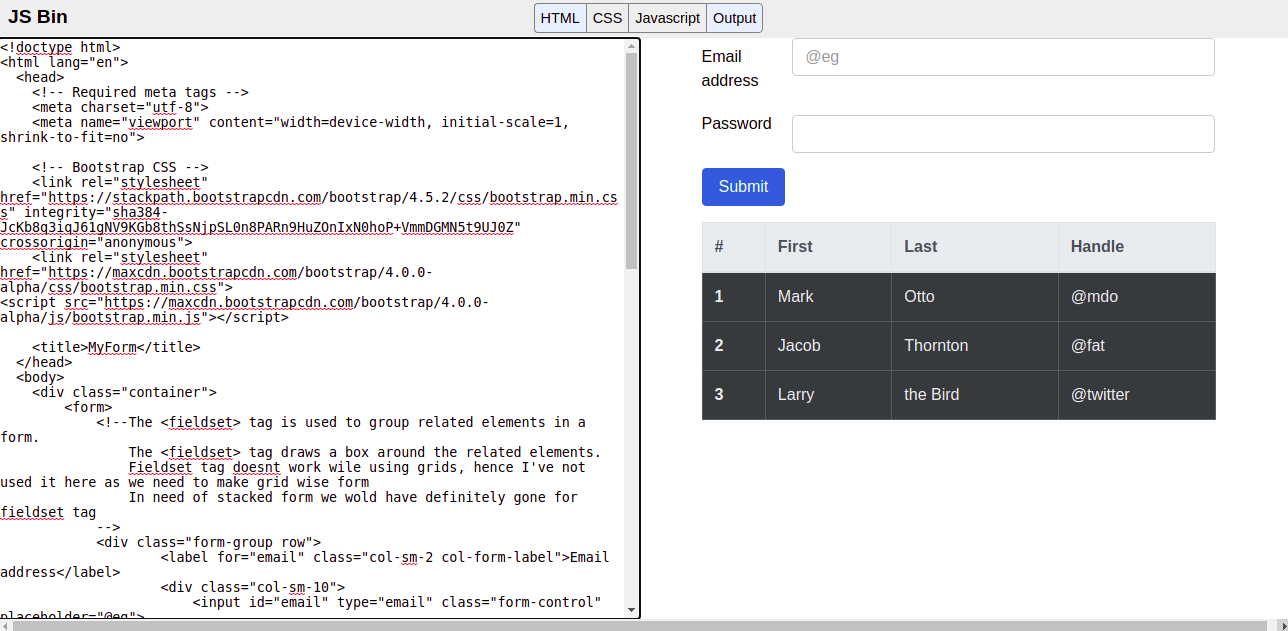 JS Bin
HTML CSS Javascript Output
<!doctype html>
<html lang="en">
<head>
<!-- Required meta tags -->
<meta charset="utf-8">
<meta name="viewport" content="width=device-width, initial-scale=1,
shrink-to-fit=no">
<!-- Bootstrap CSS -->
<link rel="stylesheet"
href="https://stackpath.bootstrapcdn.com/bootstrap/4.5.2/css/bootstrap.min.cs
s" integrity="sha384-
JcKb8q3iqJ61gNV9KGb8thSsNjpSL0n8PARn9HuZOnIxN0hoP+VmmDGMN5t9UJ0Z"
crossorigin="anonymous">
<link rel="stylesheet"
href="https://maxcdn.bootstrapcdn.com/bootstrap/4.0.0-
alpha/css/bootstrap.min.css">
<script src="https://maxcdn.bootstrapcdn.com/bootstrap/4.0.0-
alpha/js/bootstrap.min.js"></script>
<title>MyForm</title>
</head>
<body>
<div class="container">
<form>
<!--The <fieldset> tag is used to group related elements in a
form.
The <fieldset> tag draws a box around the related elements.
Fieldset tag doesnt work wile using grids, hence I've not
used it here as we need to make grid wise form
In need of stacked form we wold have definitely gone for
fieldset tag
-->
<div class="form-group row">
<label for="email" class="col-sm-2 col-form-label">Email
address</label>
<div class="col-sm-10">
<input id="email" type="email" class="form-control"
placeholder="@eg">
Email
address
@eg
Password
Submit
# First Last Handle
1 Mark Otto @mdo
2 Jacob Thornton @fat
3 Larry the Bird @twitter